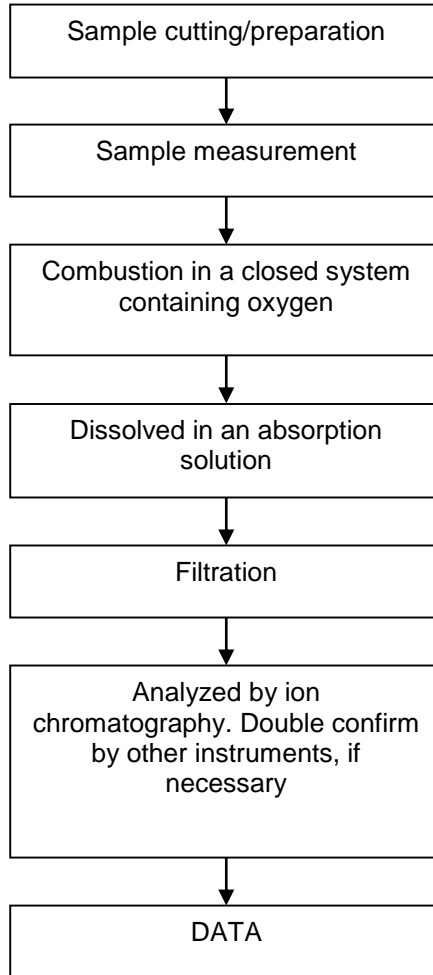 Sample cutting/preparation
Sample measurement
Combustion in a closed system
containing oxygen
Dissolved in an absorption
solution
Filtration
Analyzed by ion
chromatography. Double confirm
by other instruments, if
necessary
DATA